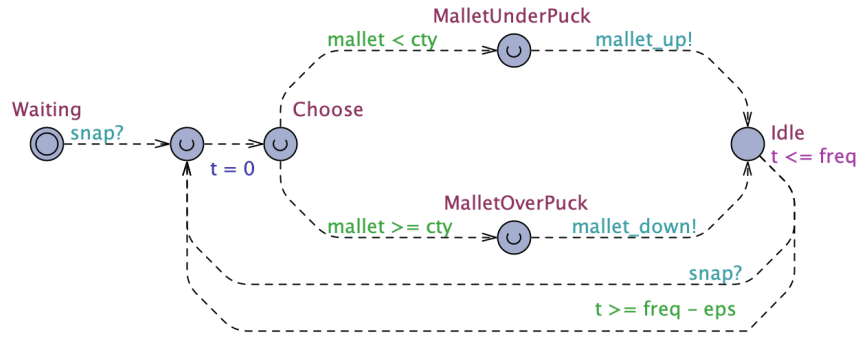 MalletUnderPuck
mallet < cty
mallet_up!
Waiting
snap?
Choose
t = 0
Idle
t <= freq
MalletOverPuck
mallet >= cty
mallet_down!
snap?
t >= freq − eps